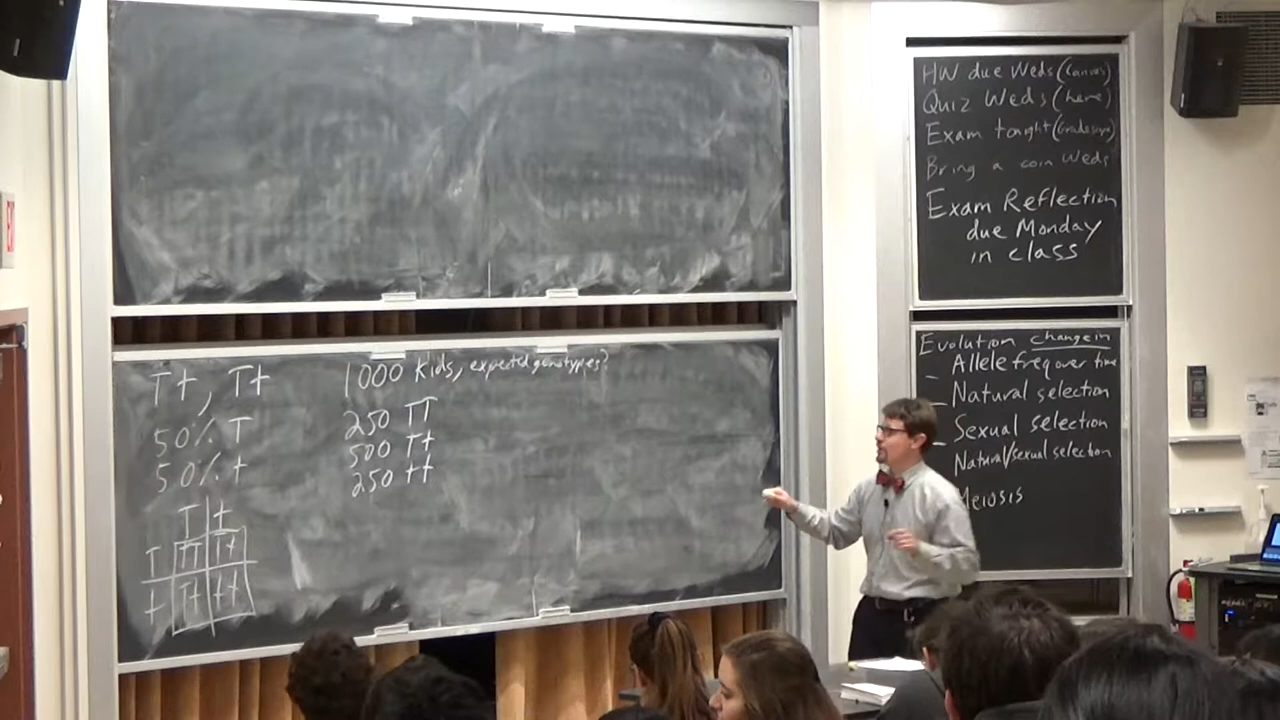 HW due Weds (Canvas)
Quiz Weds (here)
Exam tonght (Gradescope)
Bring a coin Weds
Exam Reflection
due Monday
in class
Tt, Tt
50% T
50% t
T t
T TT Tt
t Tt tt
1000 kids, expected genotypes?
250 TT
500 Tt
250 tt
Evolution change in
Allele freq over time
- Natural selection
- Sexual selection
Natural/sexual selection
Meiosis